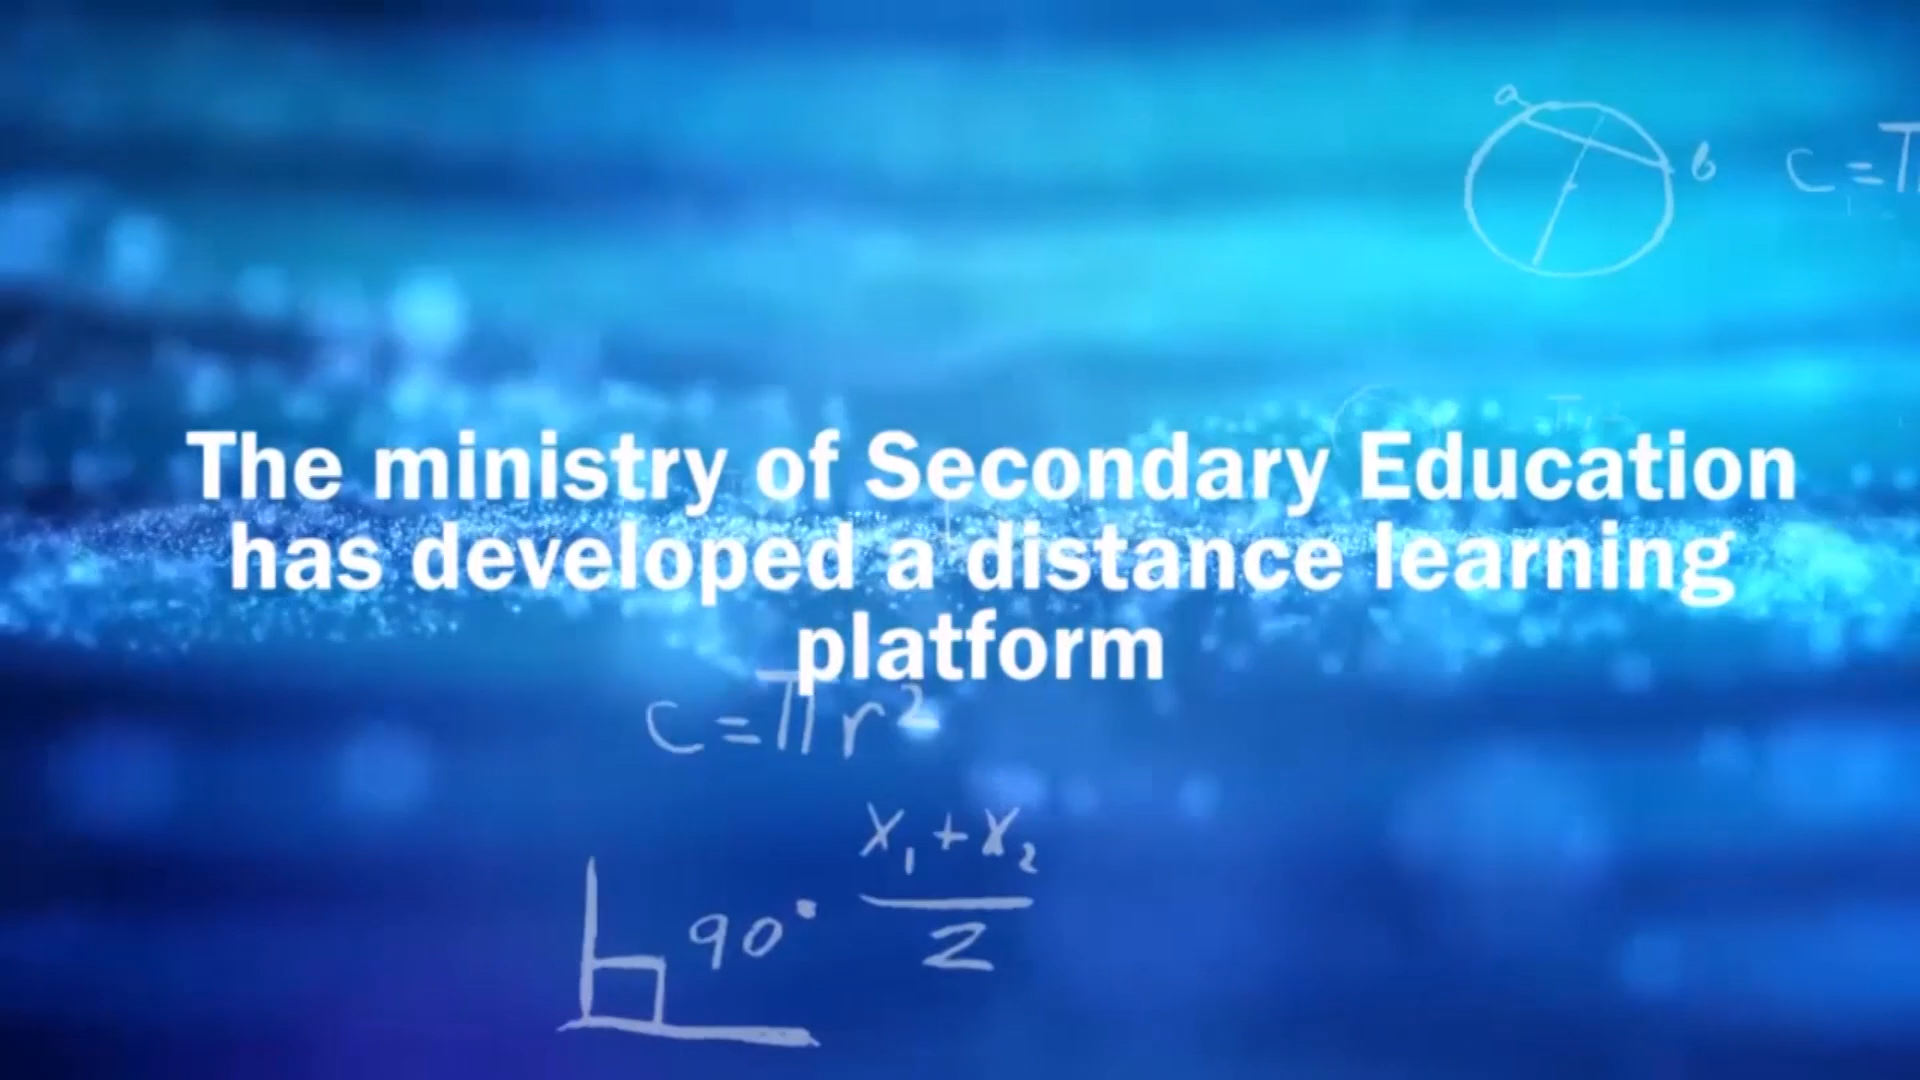 a
b
C=π
The ministry of Secondary Education
has developed a distance learning
platform
C=πr²
X₁+X₂
90°
2